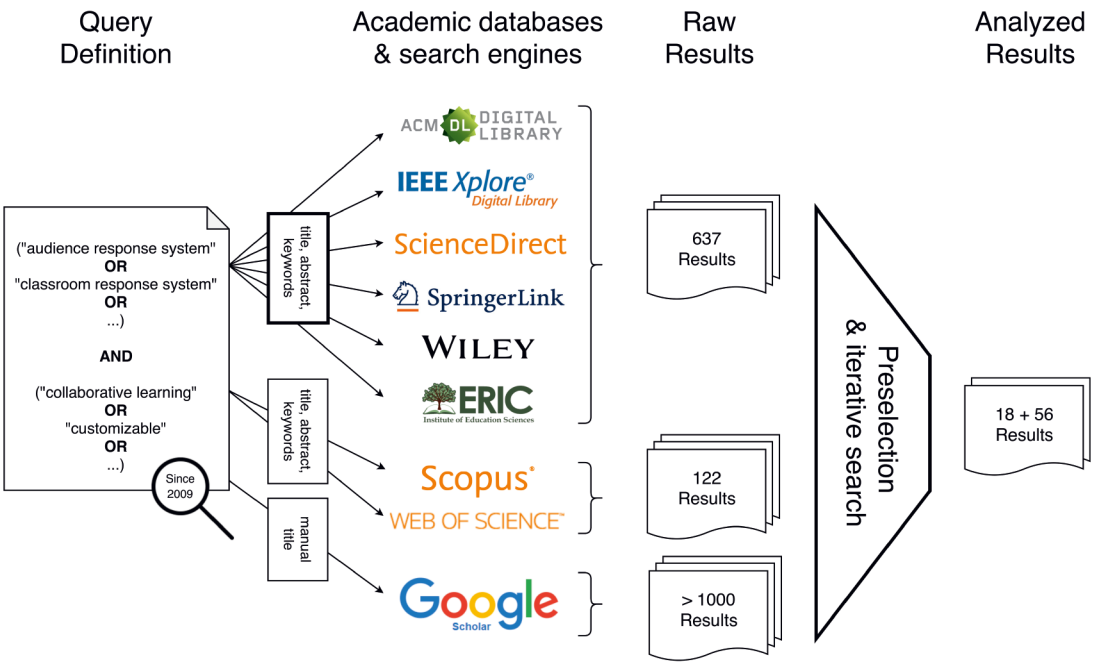 Query
Definition
Academic databases
& search engines
Raw
Results
Analyzed
Results
("audience response system"
OR
"classroom response system"
OR
...)
AND
("collaborative learning"
OR
"customizable"
OR
...)
Since
2009
title, abstract,
keywords
title, abstract,
keywords
manual
title
ACM DL DIGITAL
LIBRARY
IEEE Xplore®
Digital Library
ScienceDirect
SpringerLink
WILEY
ERIC
Institute of Education Sciences
Scopus®
WEB OF SCIENCE™
Google
Scholar
637
Results
122
Results
> 1000
Results
Preselection
& iterative search
18 + 56
Results